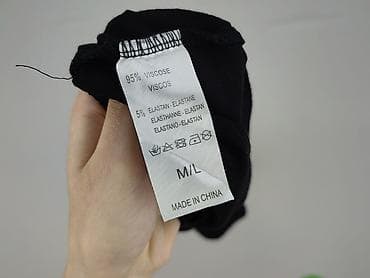 95% VISCOSE
VISCOS
5% ELASTAN - ELASTANE
ELASTHANNE - ELASTAN
ELASTANO - ELASTAN
M/L
MADE IN CHINA